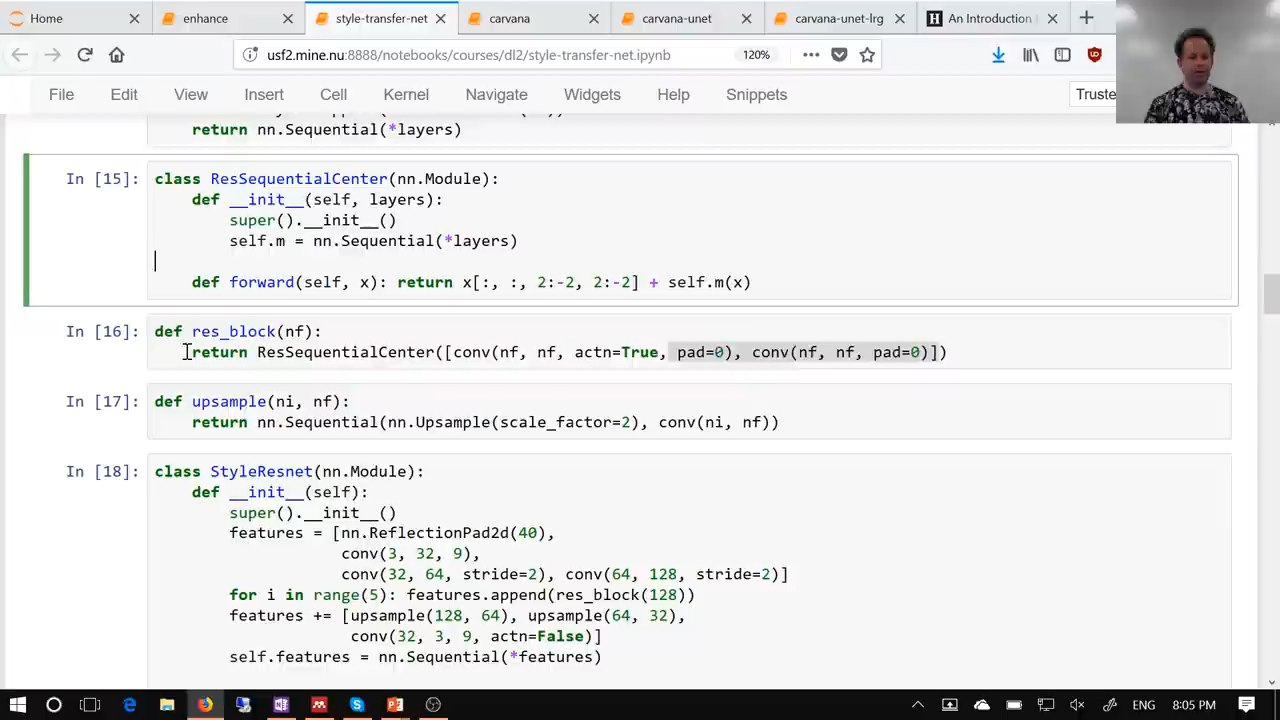 Home
enhance
style-transfer-net
carvana
carvana-unet
carvana-unet-lrg
An Introduction
usf2.mine.nu:8888/notebooks/courses/dl2/style-transfer-net.ipynb
120%
File Edit View Insert Cell Kernel Navigate Widgets Help Snippets
Truste
return nn.Sequential(*layers)
In [15]: class ResSequentialCenter(nn.Module):
def __init__(self, layers):
super().__init__()
self.m = nn.Sequential(*layers)
def forward(self, x): return x[:, :, 2:-2, 2:-2] + self.m(x)
In [16]: def res_block(nf):
return ResSequentialCenter([conv(nf, nf, actn=True, pad=0), conv(nf, nf, pad=0)])
In [17]: def upsample(ni, nf):
return nn.Sequential(nn.Upsample(scale_factor=2), conv(ni, nf))
In [18]: class StyleResnet(nn.Module):
def __init__(self):
super().__init__()
features = [nn.ReflectionPad2d(40),
conv(3, 32, 9),
conv(32, 64, stride=2), conv(64, 128, stride=2)]
for i in range(5): features.append(res_block(128))
features += [upsample(128, 64), upsample(64, 32),
conv(32, 3, 9, actn=False)]
self.features = nn.Sequential(*features)
ENG
8:05 PM